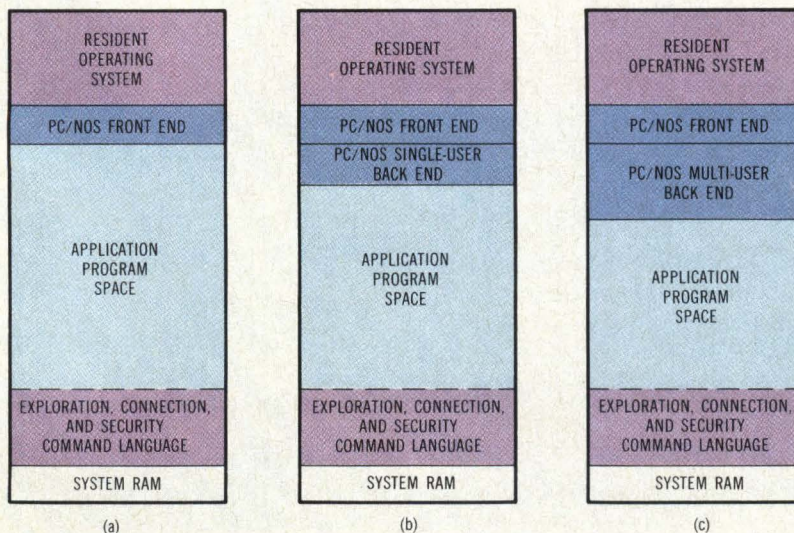 RESIDENT
OPERATING
SYSTEM
PC/NOS FRONT END
APPLICATION
PROGRAM
SPACE
EXPLORATION, CONNECTION,
AND SECURITY
COMMAND LANGUAGE
SYSTEM RAM
(a)
RESIDENT
OPERATING SYSTEM
PC/NOS FRONT END
PC/NOS SINGLE-USER
BACK END
APPLICATION
PROGRAM
SPACE
EXPLORATION, CONNECTION,
AND SECURITY
COMMAND LANGUAGE
SYSTEM RAM
(b)
RESIDENT
OPERATING SYSTEM
PC/NOS FRONT END
PC/NOS MULTI-USER
BACK END
APPLICATION
PROGRAM
SPACE
EXPLORATION, CONNECTION,
AND SECURITY
COMMAND LANGUAGE
SYSTEM RAM
(c)